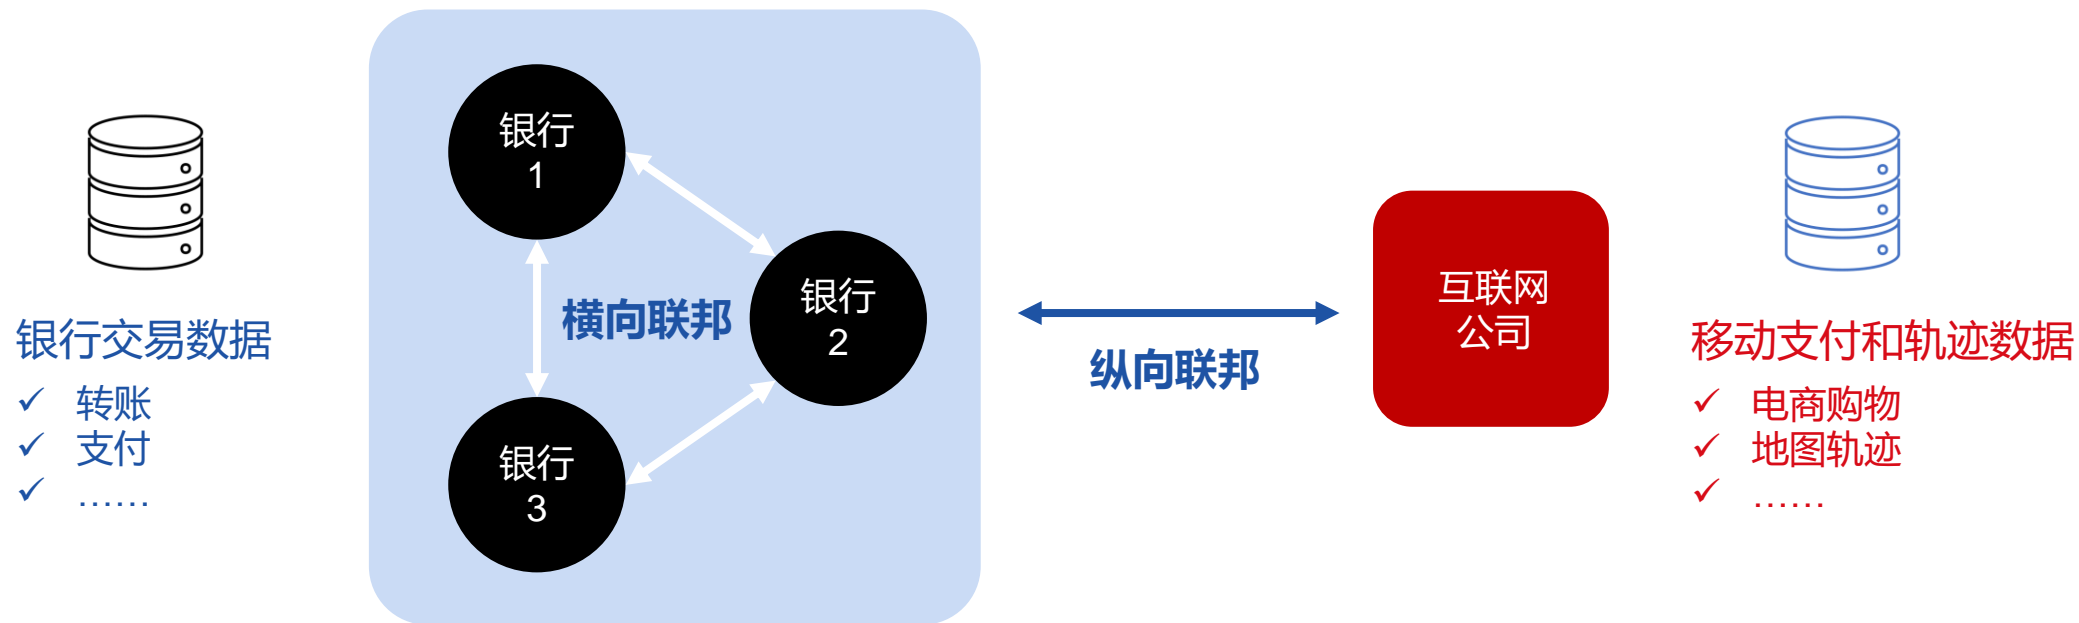 银行交易数据
✓ 转账
✓ 支付
✓ ……
银行
1
银行
2
银行
3
横向联邦
纵向联邦
互联网
公司
移动支付和轨迹数据
✓ 电商购物
✓ 地图轨迹
✓ ……